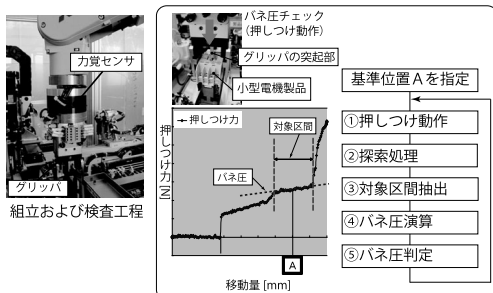 力覚センサ
グリッパ
組立および検査工程
バネ圧チェック
(押しつけ動作)
グリッパの突起部
小型電機製品
押しつけ力
対象区間
バネ圧
押しつけ力[N]
A
移動量 [mm]
基準位置Aを指定
①押しつけ動作
②探索処理
③対象区間抽出
④バネ圧演算
⑤バネ圧判定